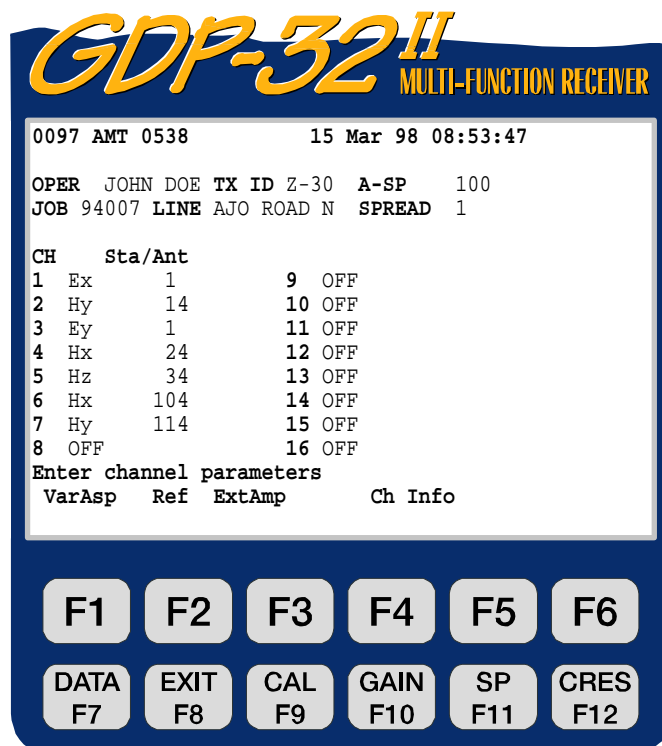 GDP-32 II
MULTI-FUNCTION RECEIVER
0097 AMT 0538 15 Mar 98 08:53:47
OPER JOHN DOE TX ID Z-30 A-SP 100
JOB 94007 LINE AJO ROAD N SPREAD 1
CH Sta/Ant
1 Ex 1 9 OFF
2 Hy 14 10 OFF
3 Ey 1 11 OFF
4 Hx 24 12 OFF
5 Hz 34 13 OFF
6 Hx 104 14 OFF
7 Hy 114 15 OFF
8 OFF 16 OFF
Enter channel parameters
VarAsp Ref ExtAmp Ch Info
F1 F2 F3 F4 F5 F6
DATA EXIT CAL GAIN SP CRES
F7 F8 F9 F10 F11 F12